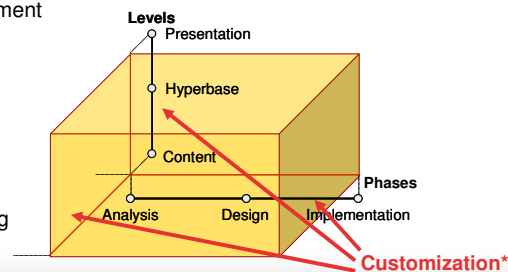 ment
Levels
Presentation
Hyperbase
Content
Phases
Analysis
Design
Implementation
g
Customization*